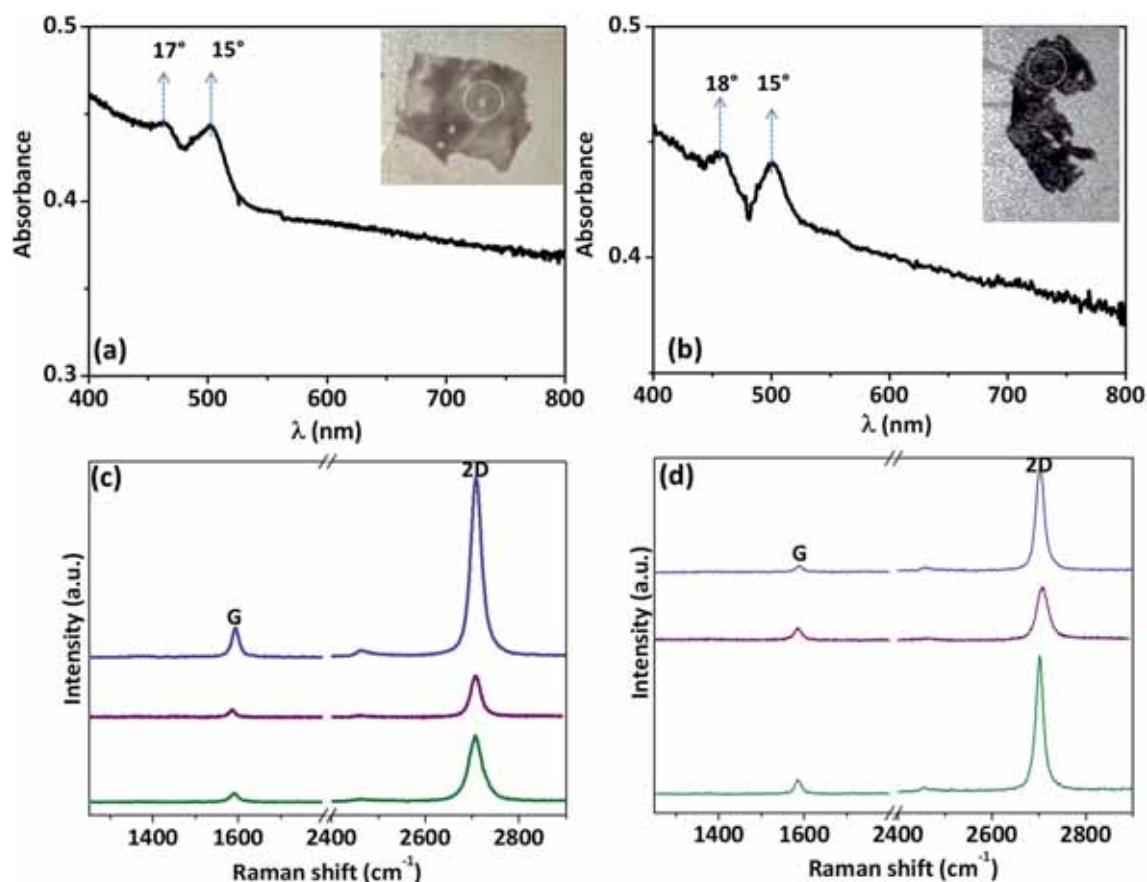 0.5
17° 15°
Absorbance
0.4
(a)
0.3
400 500 600 700 800
λ (nm)
0.5
18° 15°
Absorbance
0.4
(b)
400 500 600 700 800
λ (nm)
(c)
2D
Intensity (a.u.)
G
1400 1600 2400 2600 2800
Raman shift (cm⁻¹)
(d)
2D
Intensity (a.u.)
G
1400 1600 2400 2600 2800
Raman shift (cm⁻¹)